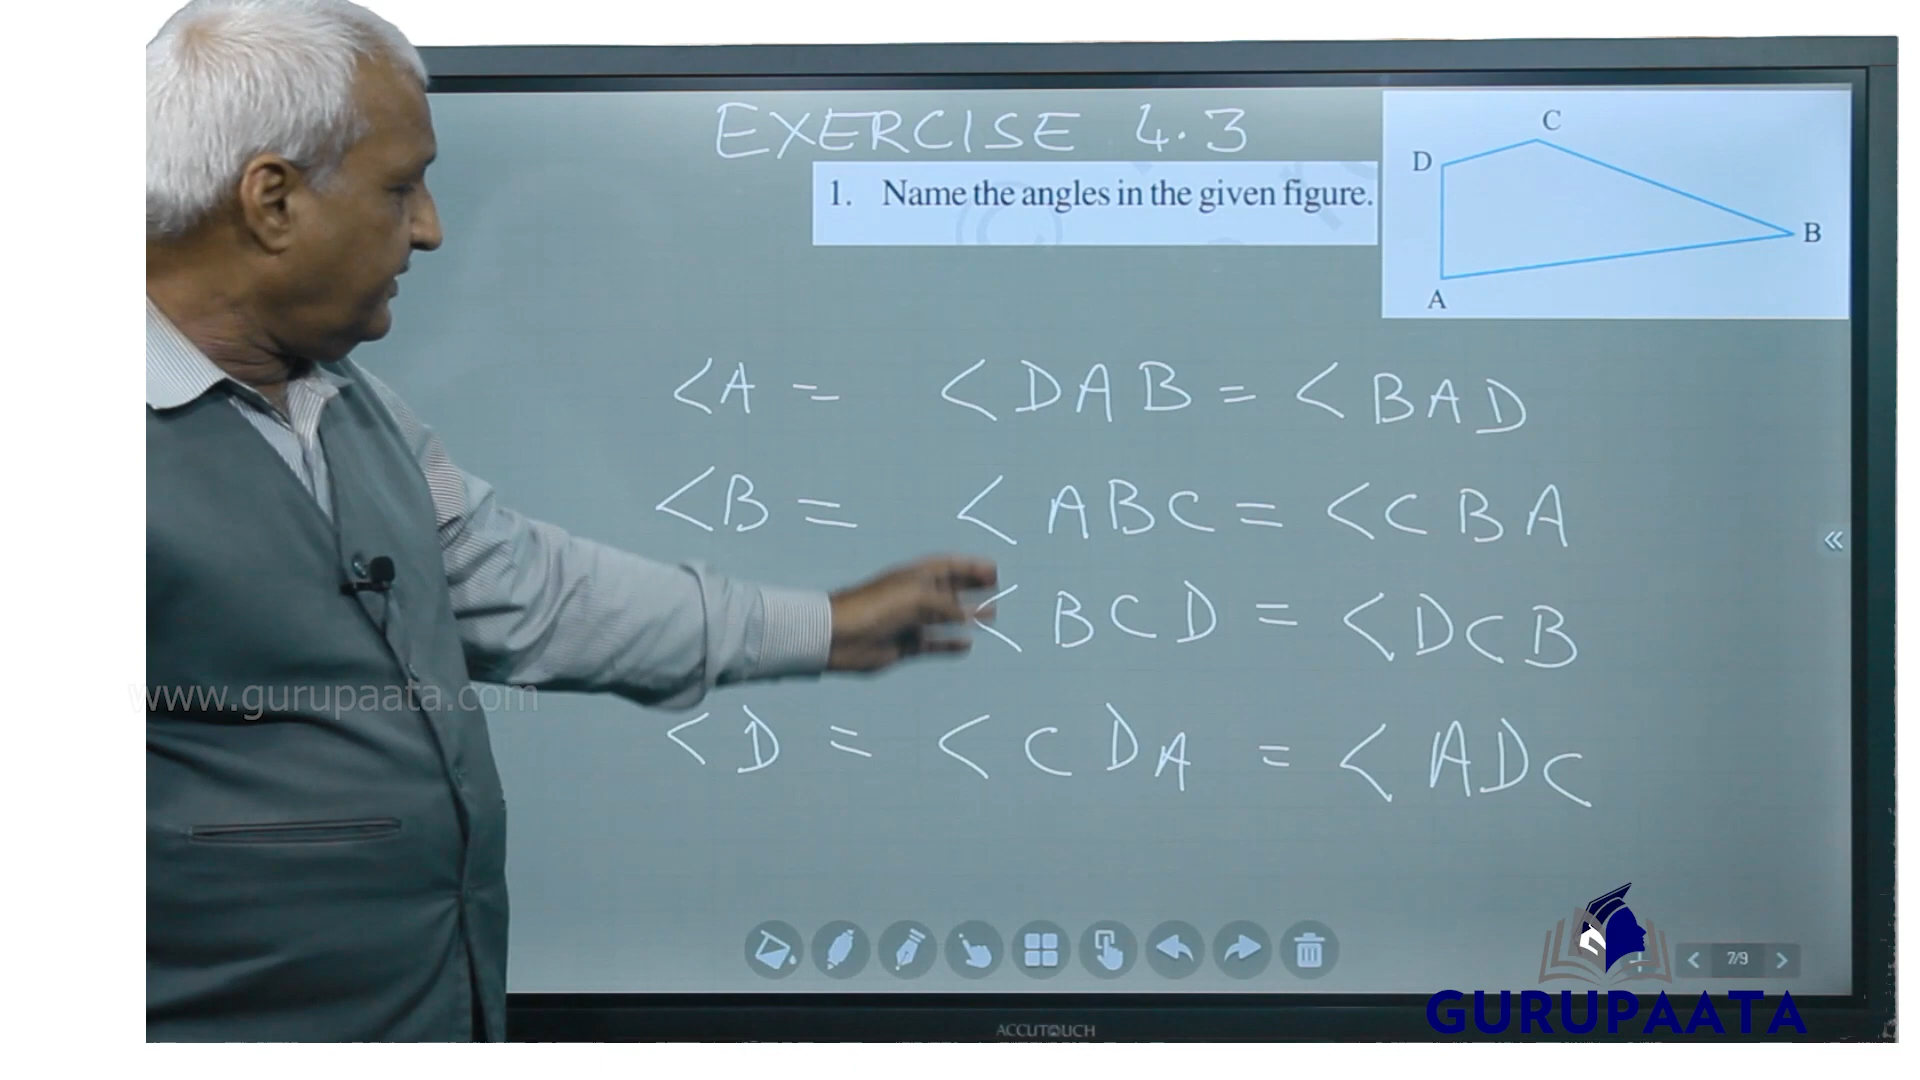 EXERCISE 4.3
1. Name the angles in the given figure.
C
D
B
A
<A = <DAB = <BAD
<B = <ABC = <CBA
<BCD = <DCB
www.gurupaata.com
<D = <CDA = <ADC
7/9
GURUPAATA
ACCUTOUCH